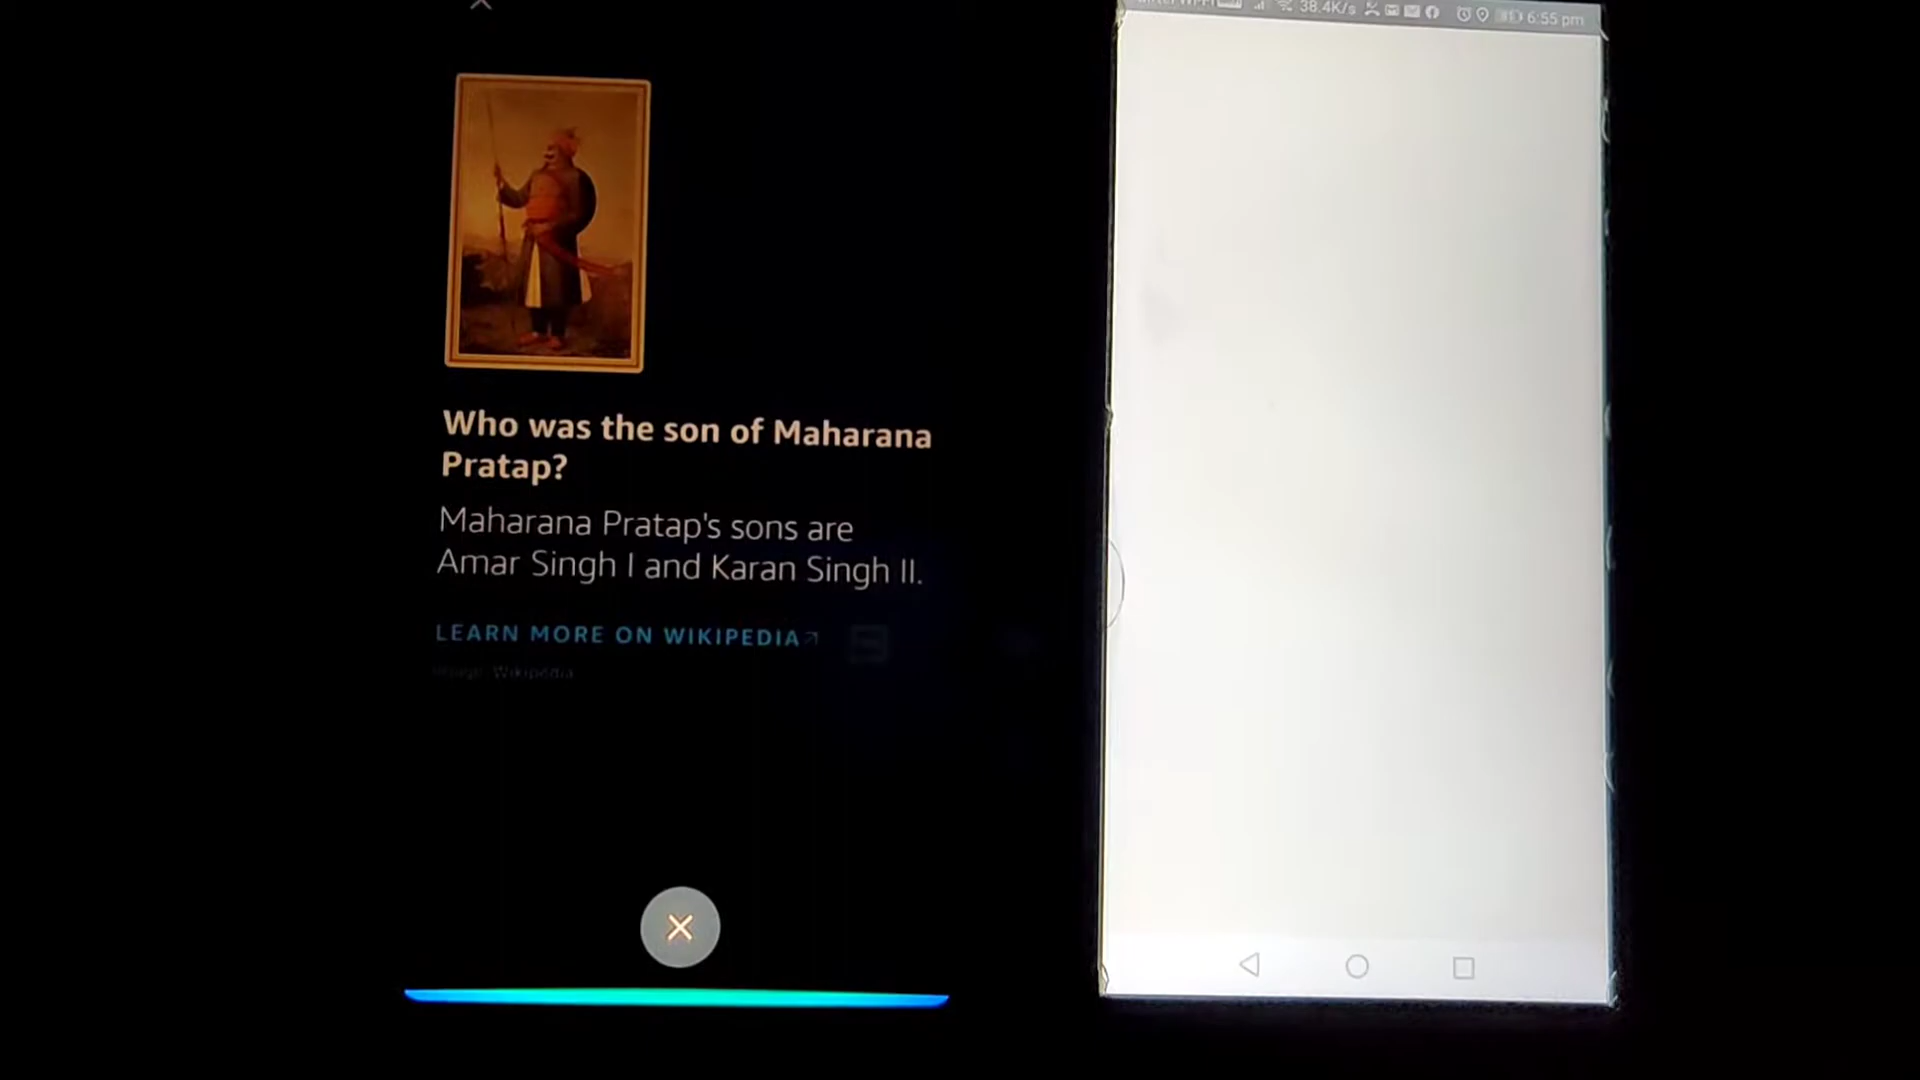 38.4K/s
6:55 pm
Who was the son of Maharana
Pratap?
Maharana Pratap's sons are
Amar Singh I and Karan Singh II.
LEARN MORE ON WIKIPEDIA
Wikipedia